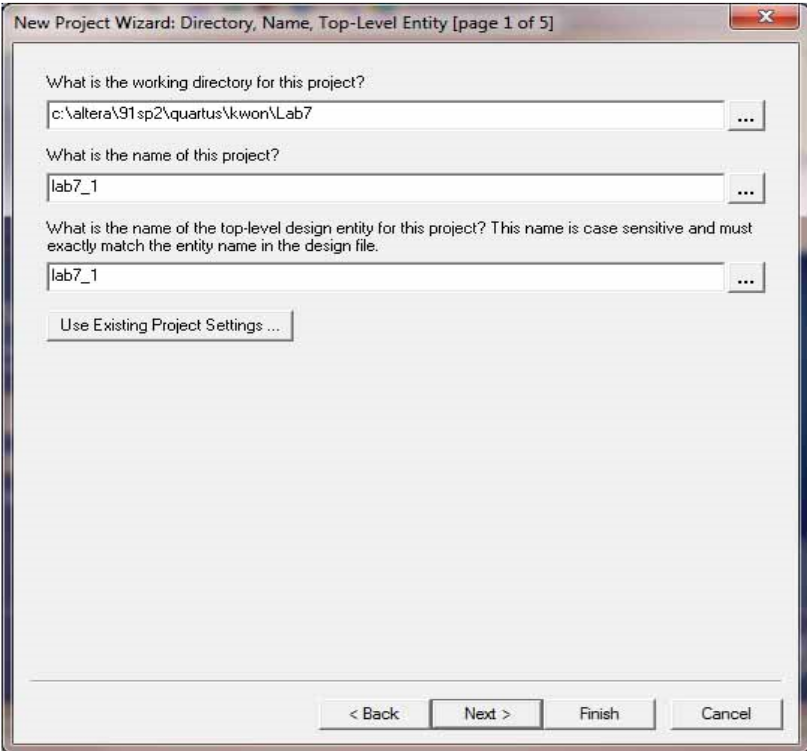 New Project Wizard: Directory, Name, Top-Level Entity [page 1 of 5]
What is the working directory for this project?
c:\altera\91sp2\quartus\kwon\Lab7
...
What is the name of this project?
lab7_1
...
What is the name of the top-level design entity for this project? This name is case sensitive and must
exactly match the entity name in the design file.
lab7_1
...
Use Existing Project Settings ...
< Back
Next >
Finish
Cancel